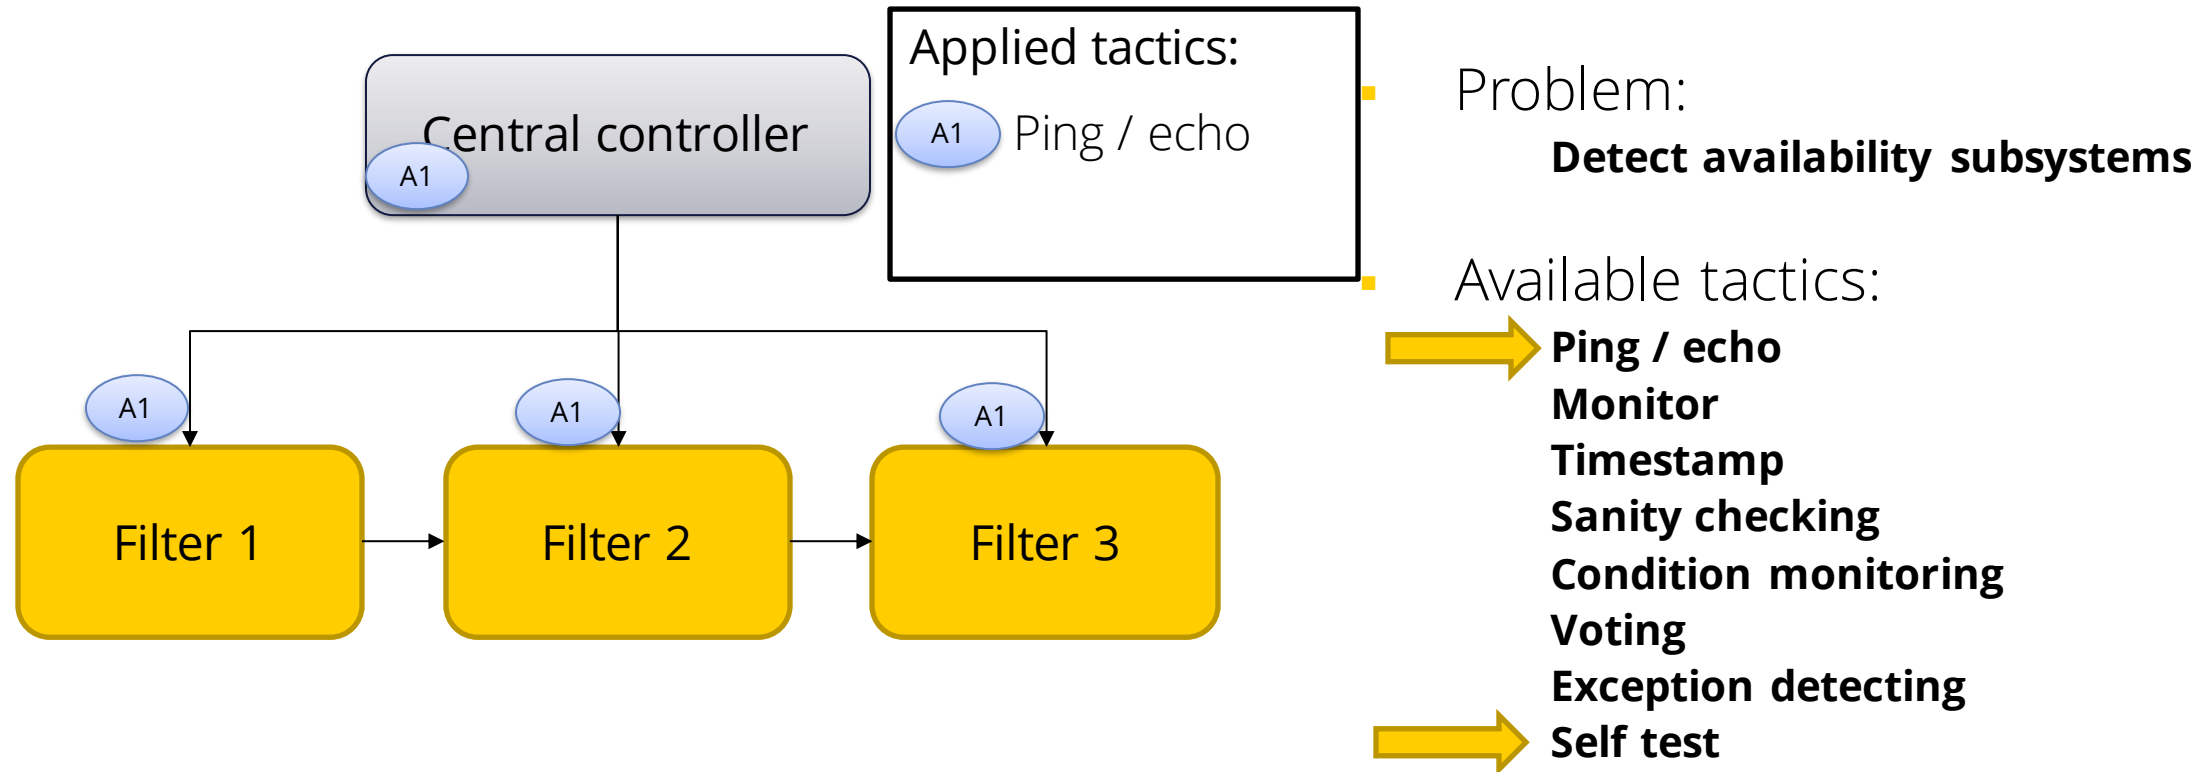 Central controller
A1
Applied tactics:
A1 Ping / echo
A1
A1
A1
Filter 1
Filter 2
Filter 3
Problem:
Detect availability subsystems
Available tactics:
Ping / echo
Monitor
Timestamp
Sanity checking
Condition monitoring
Voting
Exception detecting
Self test